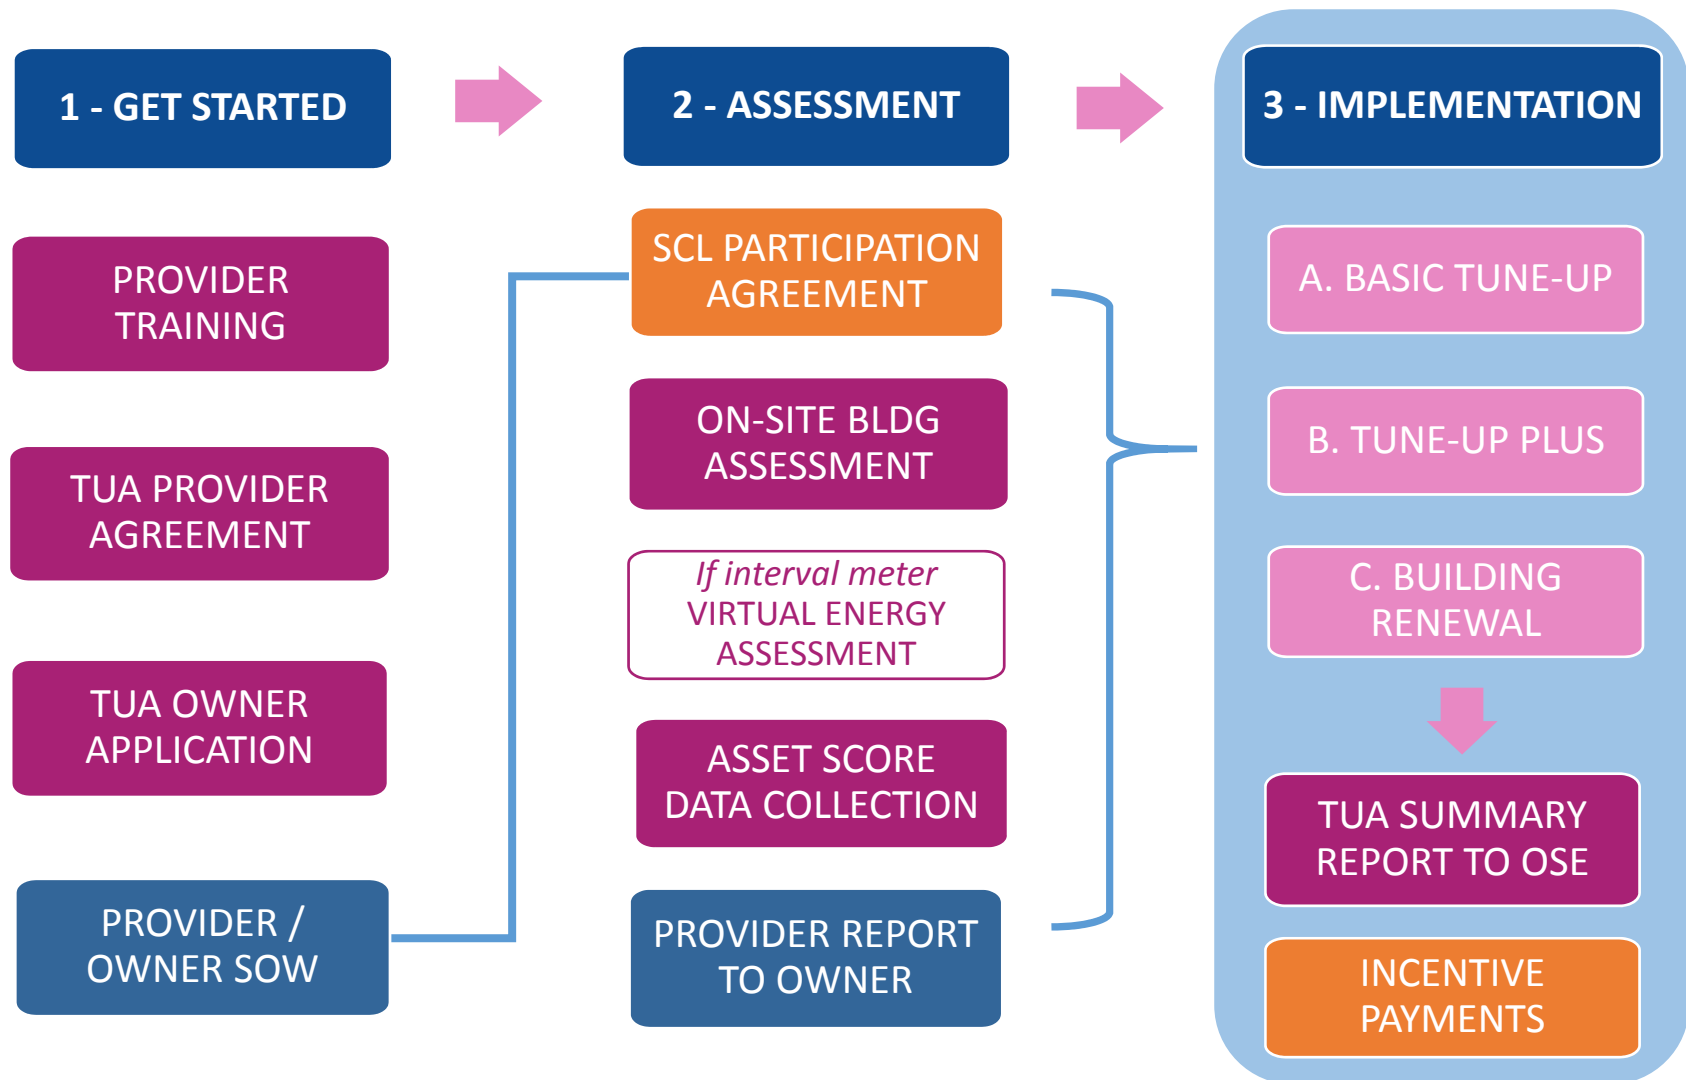 1 - GET STARTED
PROVIDER
TRAINING
TUA PROVIDER
AGREEMENT
TUA OWNER
APPLICATION
PROVIDER /
OWNER SOW
2 - ASSESSMENT
SCL PARTICIPATION
AGREEMENT
ON-SITE BLDG
ASSESSMENT
If interval meter
VIRTUAL ENERGY
ASSESSMENT
ASSET SCORE
DATA COLLECTION
PROVIDER REPORT
TO OWNER
3 - IMPLEMENTATION
A. BASIC TUNE-UP
B. TUNE-UP PLUS
C. BUILDING
RENEWAL
TUA SUMMARY
REPORT TO OSE
INCENTIVE
PAYMENTS